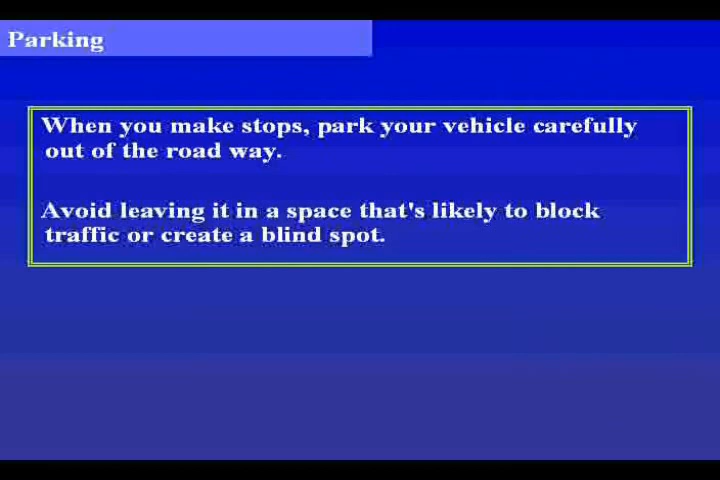 Parking
When you make stops, park your vehicle carefully
out of the road way.
Avoid leaving it in a space that's likely to block
traffic or create a blind spot.